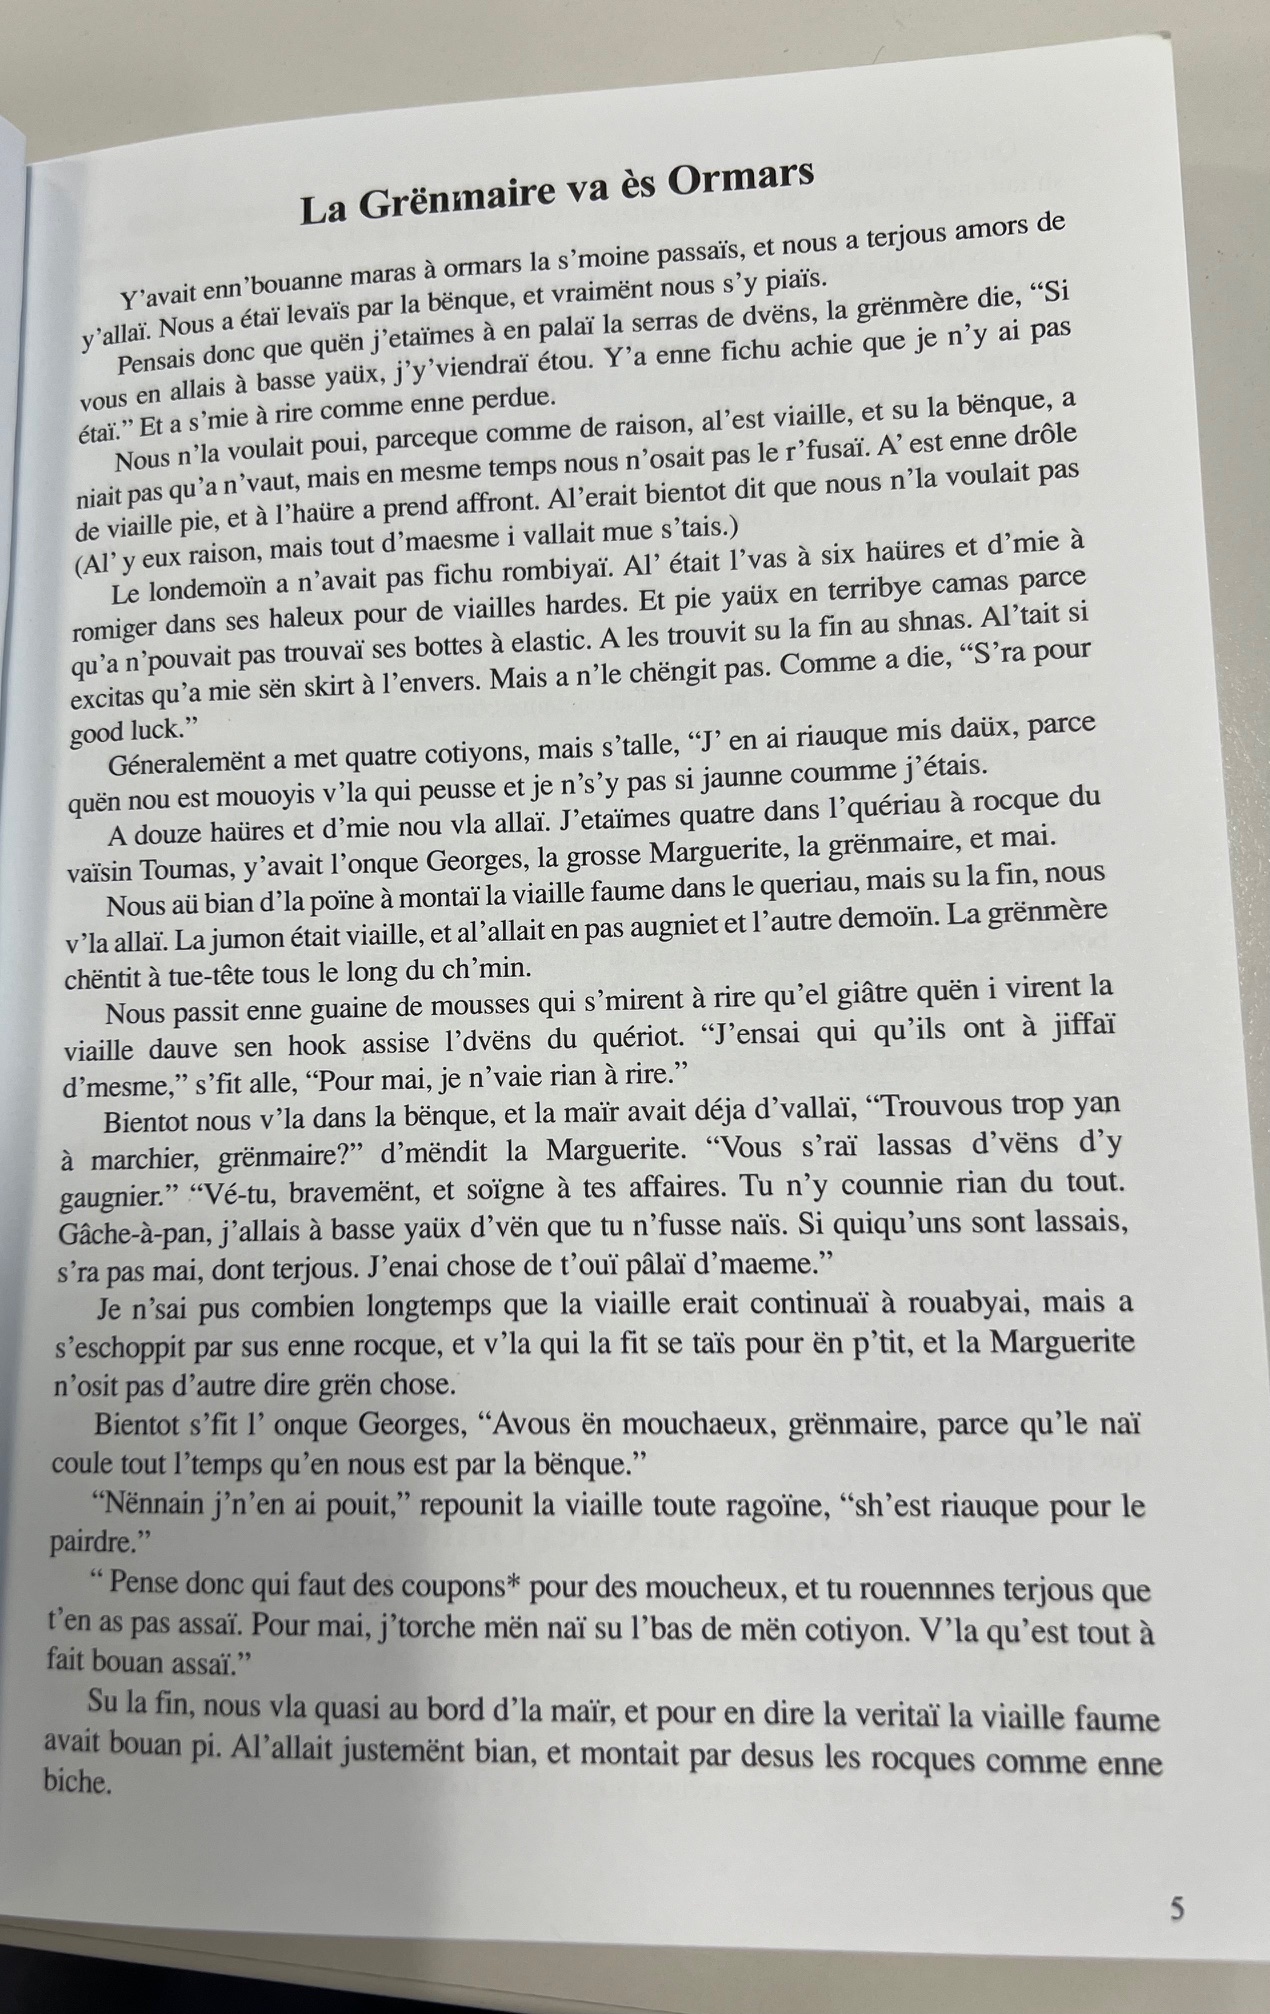 La Grënmaire va ès Ormars
Y’avait enn’bouanne maras à ormars la s’moine passaïs, et nous a terjous amors de
y’allaï. Nous a étaï levaïs par la bënque, et vraimënt nous s’y piaïs.
Pensais donc que quën j’etaïmes à en palaï la serras de dvëns, la grënmère die, “Si
vous en allais à basse yaüx, j’y’viendraï étou. Y’a enne fichu achie que je n’y ai pas
étaï.” Et a s’mie à rire comme enne perdue.
Nous n’la voulait poui, parceque comme de raison, al’est viaille, et su la bënque, a
niait pas qu’a n’vaut, mais en mesme temps nous n’osait pas le r’fusaï. A’ est enne drôle
de viaille pie, et à l’haüre a prend affront. Al’erait bientot dit que nous n’la voulait pas
(Al’ y eux raison, mais tout d’maesme i vallait mue s’tais.)
Le londemoïn a n’avait pas fichu rombiyaï. Al’ était l’vas à six haüres et d’mie à
romiger dans ses haleux pour de viailles hardes. Et pie yaüx en terribye camas parce
qu’a n’pouvait pas trouvaï ses bottes à elastic. A les trouvit su la fin au shnas. Al’tait si
excitas qu’a mie sën skirt à l’envers. Mais a n’le chëngit pas. Comme a die, “S’ra pour
good luck.”
Géneralemënt a met quatre cotiyons, mais s’talle, “J’ en ai riauque mis daüx, parce
quën nou est mouoyis v’la qui peusse et je n’s’y pas si jaunne coumme j’étais.
A douze haüres et d’mie nou vla allaï. J’etaïmes quatre dans l’quériau à rocque du
vaïsin Toumas, y’avait l’onque Georges, la grosse Marguerite, la grënmaire, et mai.
Nous aü bian d’la poïne à montaï la viaille faume dans le queriau, mais su la fin, nous
v’la allaï. La jumon était viaille, et al’allait en pas augniet et l’autre demoïn. La grënmère
chëntit à tue-tête tous le long du ch’min.
Nous passit enne guaine de mousses qui s’mirent à rire qu’el giâtre quën i virent la
viaille dauve sen hook assise l’dvëns du quériot. “J’ensai qui qu’ils ont à jiffaï
d’mesme,” s’fit alle, “Pour mai, je n’vaie rian à rire.”
Bientot nous v’la dans la bënque, et la maïr avait déja d’vallaï, “Trouvous trop yan
à marchier, grënmaire?” d’mëndit la Marguerite. “Vous s’raï lassas d’vëns d’y
gaugnier.” “Vé-tu, bravemënt, et soïgne à tes affaires. Tu n’y counnie rian du tout.
Gâche-à-pan, j’allais à basse yaüx d’vën que tu n’fusse naïs. Si quiqu’uns sont lassais,
s’ra pas mai, dont terjous. J’enai chose de t’ouï pâlaï d’maeme.”
Je n’sai pus combien longtemps que la viaille erait continuaï à rouabyai, mais a
s’eschoppit par sus enne rocque, et v’la qui la fit se taïs pour ën p’tit, et la Marguerite
n’osit pas d’autre dire grën chose.
Bientot s’fit l’ onque Georges, “Avous ën mouchaeux, grënmaire, parce qu’le naï
coule tout l’temps qu’en nous est par la bënque.”
“Nënnain j’n’en ai pouit,” repounit la viaille toute ragoïne, “sh’est riauque pour le
pairdre.”
“ Pense donc qui faut des coupons* pour des moucheux, et tu rouennnes terjous que
t’en as pas assaï. Pour mai, j’torche mën naï su l’bas de mën cotiyon. V’la qu’est tout à
fait bouan assaï.”
Su la fin, nous vla quasi au bord d’la maïr, et pour en dire la veritaï la viaille faume
avait bouan pi. Al’allait justemënt bian, et montait par desus les rocques comme enne
biche.
5